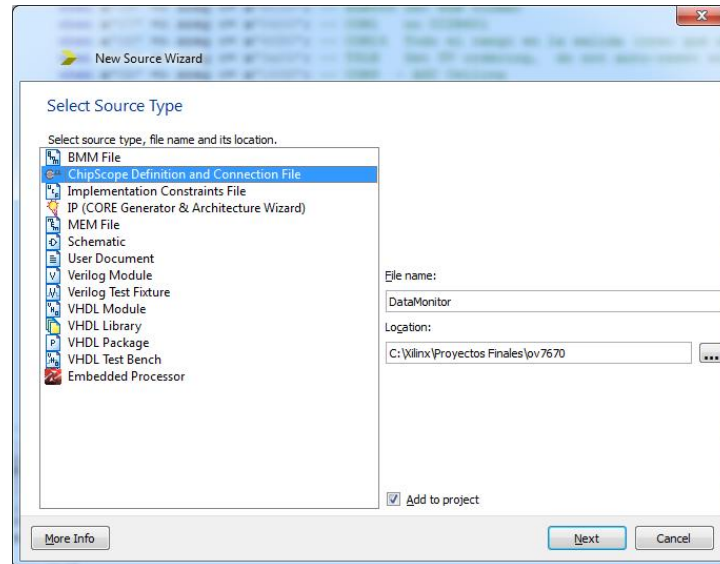 New Source Wizard
Select Source Type
Select source type, file name and its location.
BMM File
ChipScope Definition and Connection File
Implementation Constraints File
IP (CORE Generator & Architecture Wizard)
MEM File
Schematic
User Document
Verilog Module
Verilog Test Fixture
VHDL Module
VHDL Library
VHDL Package
VHDL Test Bench
Embedded Processor
File name:
DataMonitor
Location:
C:\Xilinx\Proyectos Finales\ov7670
...
Add to project
More Info
Next
Cancel